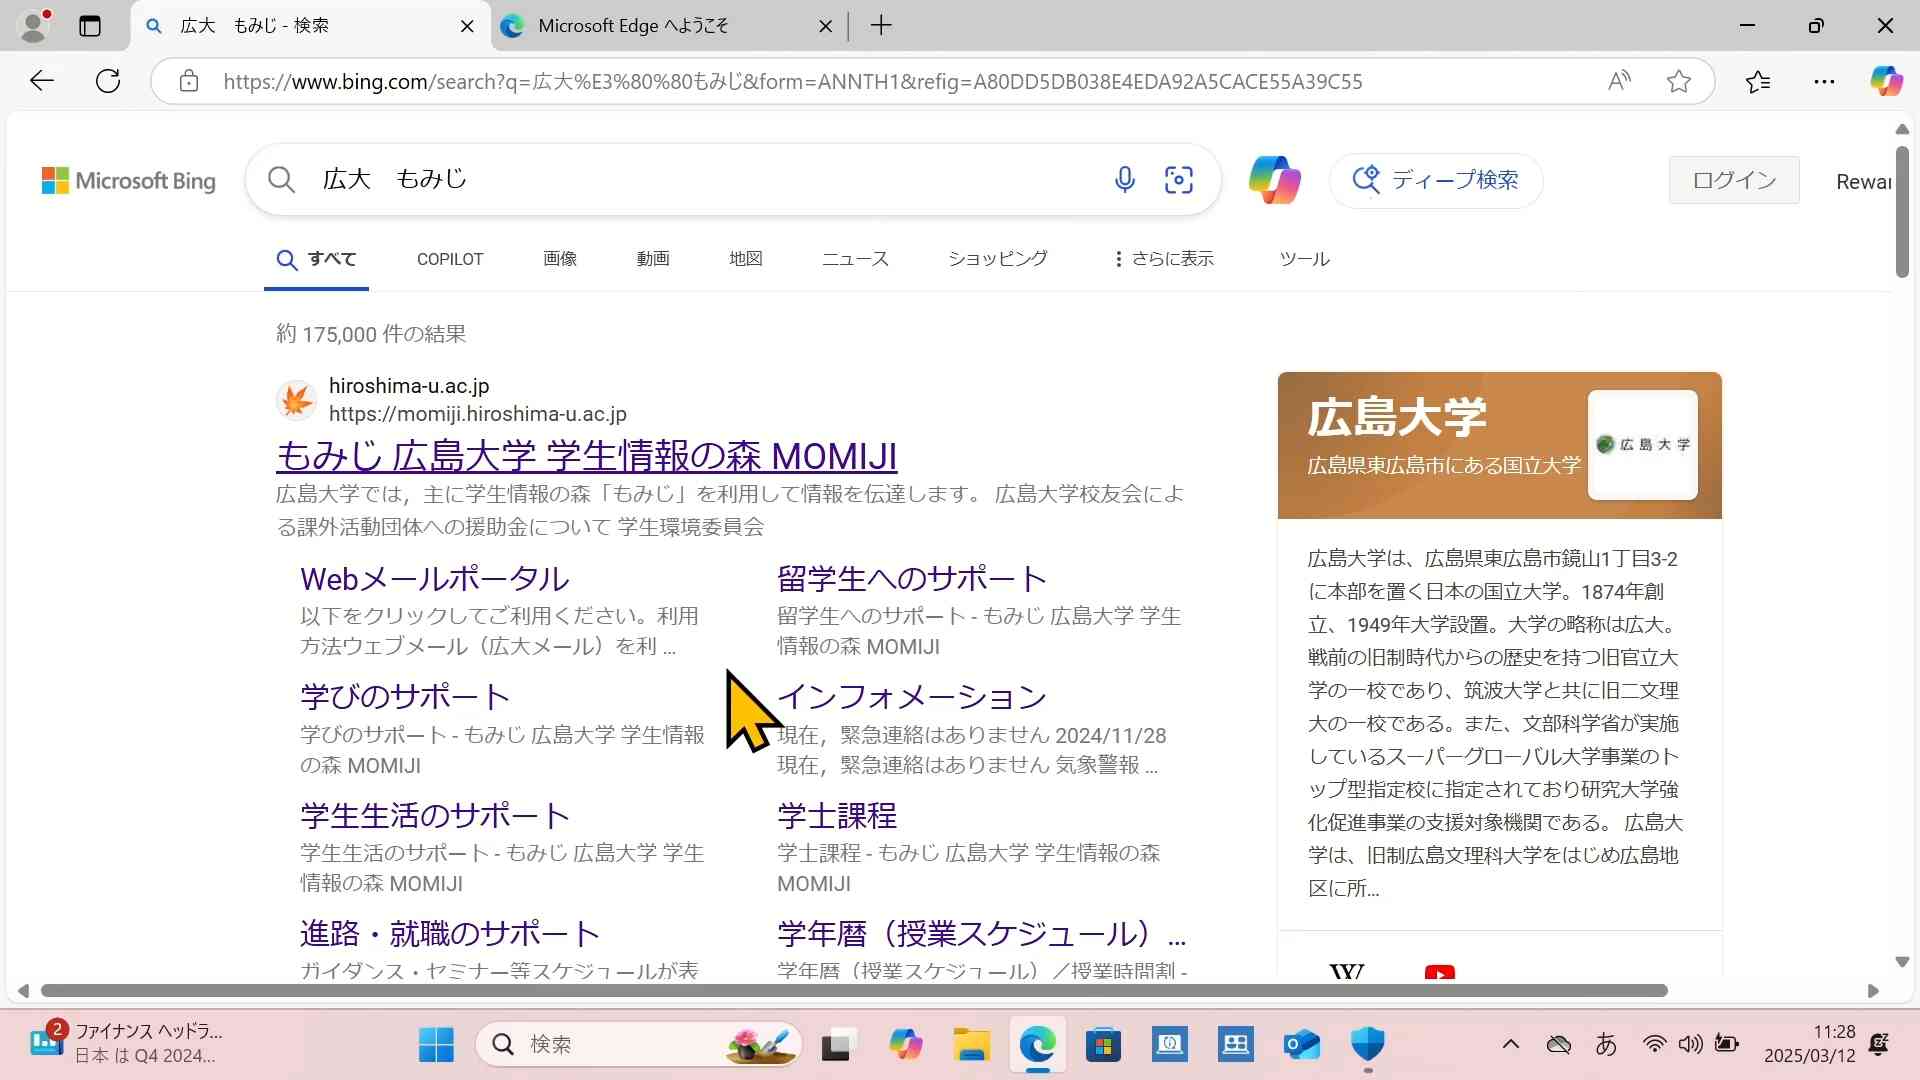 広大　もみじ - 検索
Microsoft Edge へようこそ
https://www.bing.com/search?q=広大%E3%80%80もみじ&form=ANNTH1&refig=A80DD5DB038E4EDA92A5CACE55A39C55
Microsoft Bing
広大　もみじ
ディープ検索
ログイン
Rewar
すべて
COPILOT
画像
動画
地図
ニュース
ショッピング
さらに表示
ツール
約 175,000 件の結果
hiroshima-u.ac.jp
https://momiji.hiroshima-u.ac.jp
もみじ 広島大学 学生情報の森 MOMIJI
広島大学では，主に学生情報の森「もみじ」を利用して情報を伝達します。 広島大学校友会によ
る課外活動団体への援助金について 学生環境委員会
Webメールポータル
以下をクリックしてご利用ください。利用
方法ウェブメール（広大メール）を利 ...
留学生へのサポート
留学生へのサポート - もみじ 広島大学 学生
情報の森 MOMIJI
学びのサポート
学びのサポート - もみじ 広島大学 学生情報
の森 MOMIJI
インフォメーション
現在，緊急連絡はありません 2024/11/28
現在，緊急連絡はありません 気象警報 ...
学生生活のサポート
学生生活のサポート - もみじ 広島大学 学生
情報の森 MOMIJI
学士課程
学士課程 - もみじ 広島大学 学生情報の森
MOMIJI
進路・就職のサポート
ガイダンス・セミナー等スケジュールが表
学年暦（授業スケジュール）...
学年暦（授業スケジュール）／授業時間割 -
広島大学
広島県東広島市にある国立大学
広島大学
広島大学は、広島県東広島市鏡山1丁目3-2
に本部を置く日本の国立大学。1874年創
立、1949年大学設置。大学の略称は広大。
戦前の旧制時代からの歴史を持つ旧官立大
学の一校であり、筑波大学と共に旧二文理
大の一校である。また、文部科学省が実施
しているスーパーグローバル大学事業のト
ップ型指定校に指定されており研究大学強
化促進事業の支援対象機関である。 広島大
学は、旧制広島文理科大学をはじめ広島地
区に所...
W
2
ファイナンス ヘッドラ...
日本 は Q4 2024...
検索
あ
11:28
2025/03/12